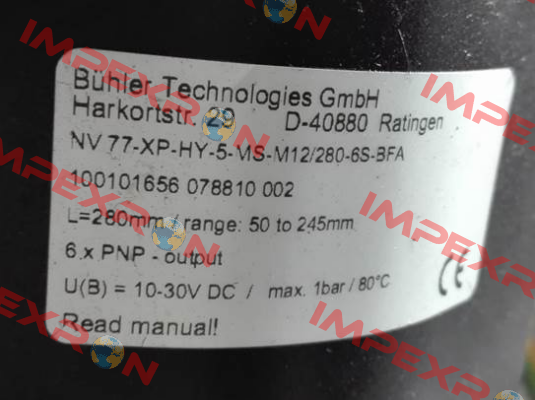 Bühler Technologies GmbH
Harkortstr. 29 D-40880 Ratingen
NV 77-XP-HY-5-MS-M12/280-6S-BFA
100101656 078810 002
L=280mm / range: 50 to 245mm
6 x PNP - output
U(B) = 10-30V DC / max. 1bar / 80°C
CE
Read manual!
IMPEXRON
IMPEXRON
IMPEXRON
IMPEXRON
IMPEXRON